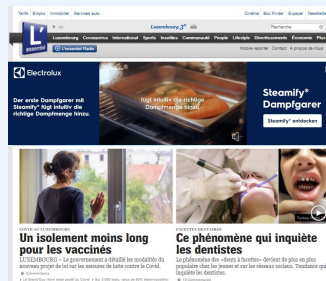 Tarifs Emploi Immobilier Services auto
Cinéma Box Finder E-paper Newsletter
L'essentiel
Luxembourg 3°
Recherche
Luxembourg Coronavirus International Sports Insolites Communauté People Lifestyle Divertissements Économie Plus
L'essentiel Radio
Mobile reporter Contact À propos de nous
Electrolux
Der erste Dampfgarer mit
Steamify® fügt intuitiv die
richtige Dampfmenge hinzu.
fügt intuitiv die richtige
Dampfmenge hinzu.
Steamify®
Dampfgarer
Steamify® entdecken
COVID AU LUXEMBOURG
Un isolement moins long
pour les vaccinés
LUXEMBOURG – Le gouvernement a détaillé les modalités du
nouveau projet de loi sur les mesures de lutte contre le Covid.
Commentaires
FACETTES DENTAIRES
Ce phénomène qui inquiète
les dentistes
Le phénomène des «dents à facettes» devient de plus en plus
populaire chez les jeunes et sur les réseaux sociaux. Tendance qui
inquiète les dentistes.
Commentaires